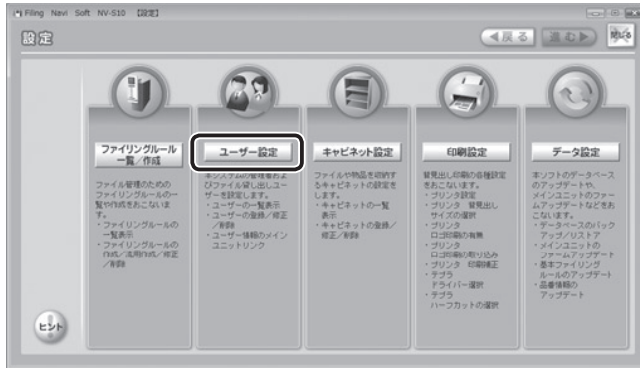 Filing Navi Soft NV-S10 【設定】
設定
戻る
進む
閉じる
ファイリングルール
一覧／作成
ファイル管理のための
ファイリングルールの一
覧や作成をおこないま
す。
・ファイリングルールの
一覧表示
・ファイリングルールの
作成／流用作成／修正
／削除
ユーザー設定
本システムの管理者およ
びファイル貸し出しユー
ザーを設定します。
・ユーザーの一覧表示
・ユーザーの登録／修正
／削除
・ユーザー情報のメイン
ユニットリンク
キャビネット設定
ファイルや物品を収納す
るキャビネットの設定を
します。
・キャビネットの一覧
表示
・キャビネットの登録／
修正／削除
印刷設定
背見出し印刷の各種設定
をおこないます。
・プリンタ設定
・プリンタ 背見出し
サイズの選択
・プリンタ
ロゴ印刷の有無
・プリンタ
ロゴ印刷の取り込み
・プリンタ 印刷補正
・テプラ
ドライバー選択
・テプラ
ハーフカットの選択
データ設定
本ソフトのデータベース
のアップデートや、
メインユニットのファー
ムアップデートなどをお
こないます。
・データベースのバック
アップ／リストア
・メインユニットの
ファームアップデート
・基本ファイリング
ルールのアップデート
・品番情報の
アップデート
ヒント